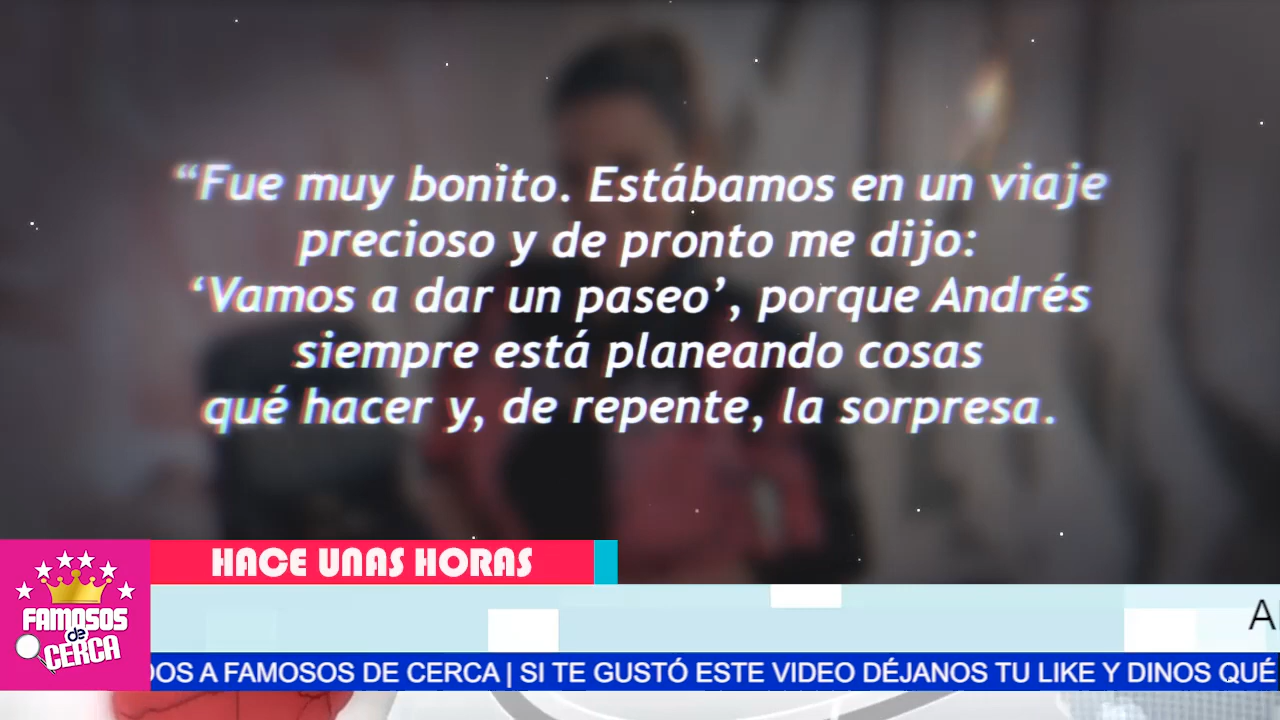 “Fue muy bonito. Estábamos en un viaje
precioso y de pronto me dijo:
‘Vamos a dar un paseo’, porque Andrés
siempre está planeando cosas
qué hacer y, de repente, la sorpresa.
HACE UNAS HORAS
FAMOSOS
de
CERCA
DOS A FAMOSOS DE CERCA | SI TE GUSTÓ ESTE VIDEO DÉJANOS TU LIKE Y DINOS QUÉ